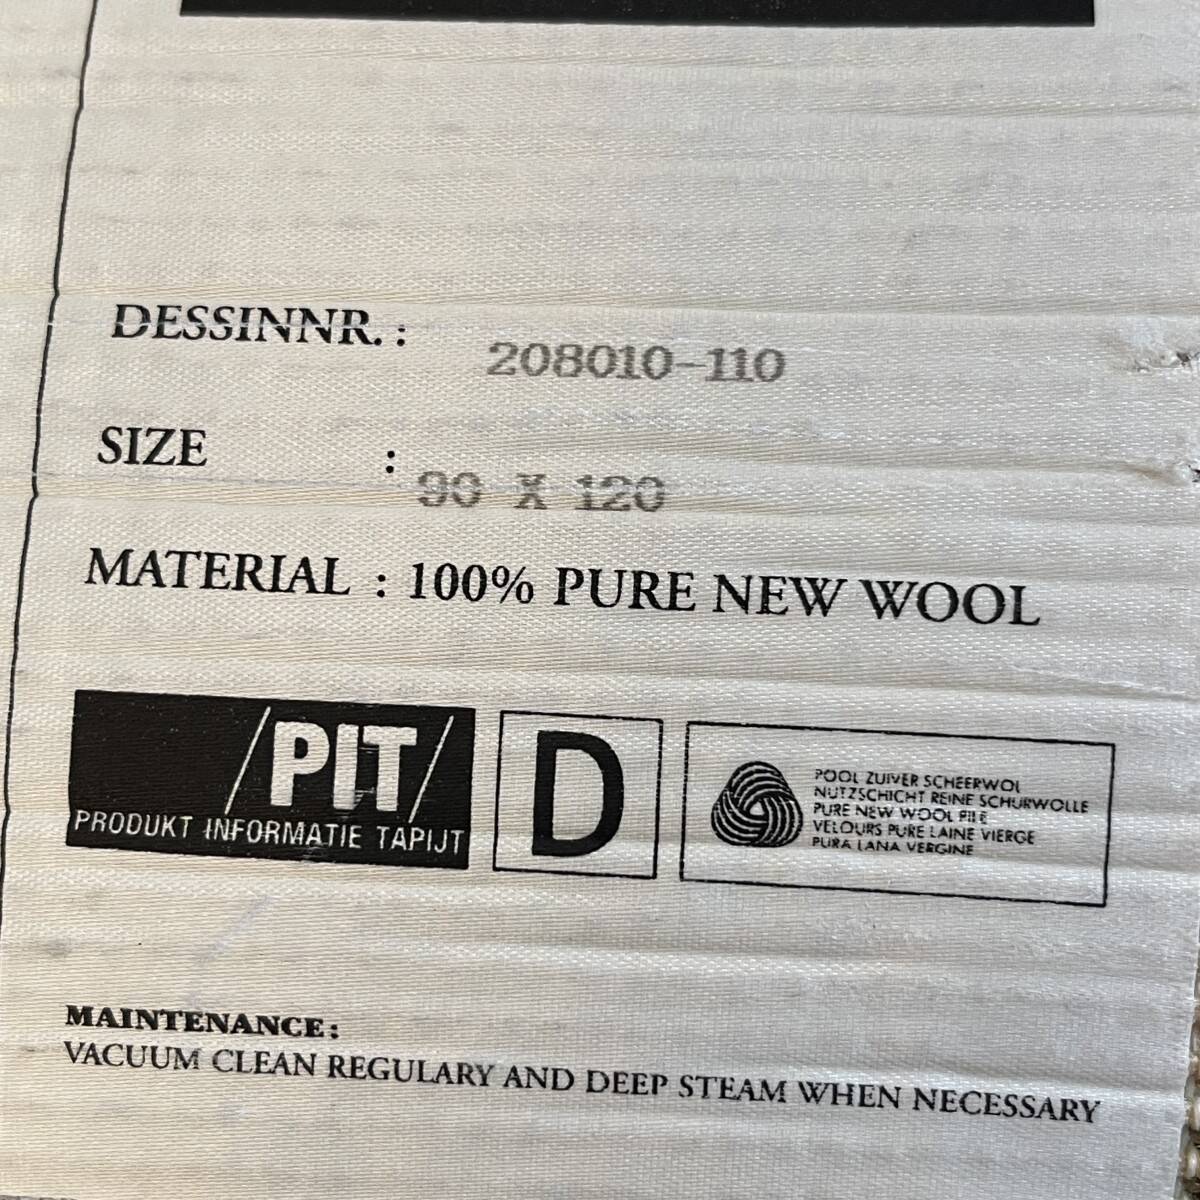 DESSINNR. : 208010-110
SIZE : 90 X 120
MATERIAL : 100% PURE NEW WOOL
/PIT/
PRODUKT INFORMATIE TAPIJT
D
POOL ZUIVER SCHEERWOL
NUTZSCHICHT REINE SCHURWOLLE
PURE NEW WOOL PILE
VELOURS PURE LAINE VIERGE
PURA LANA VERGINE
MAINTENANCE:
VACUUM CLEAN REGULARY AND DEEP STEAM WHEN NECESSARY